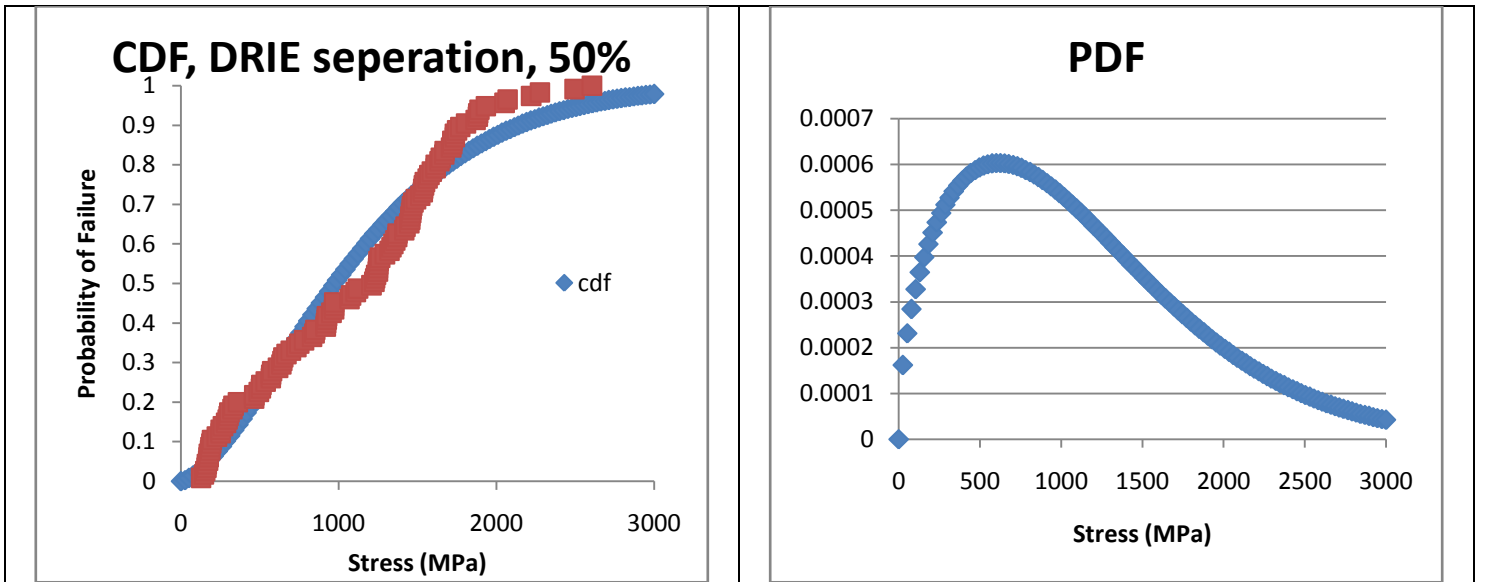 CDF, DRIE seperation, 50%
1
0.9
0.8
0.7
0.6
0.5
0.4
0.3
0.2
0.1
0
Probability of Failure
cdf
0 1000 2000 3000
Stress (MPa)
PDF
0.0007
0.0006
0.0005
0.0004
0.0003
0.0002
0.0001
0
0 500 1000 1500 2000 2500 3000
Stress (MPa)